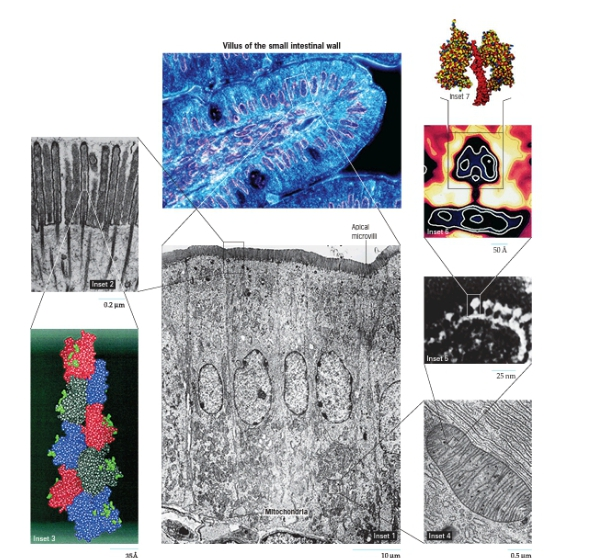 Villus of the small intestinal wall
Inset 7
Inset 6
50 Å
Apical
microvilli
Inset 2
0.2 µm
Inset 5
25 nm
Inset 3
35Å
Mitochondria
Inset 1
10 µm
Inset 4
0.5 µm